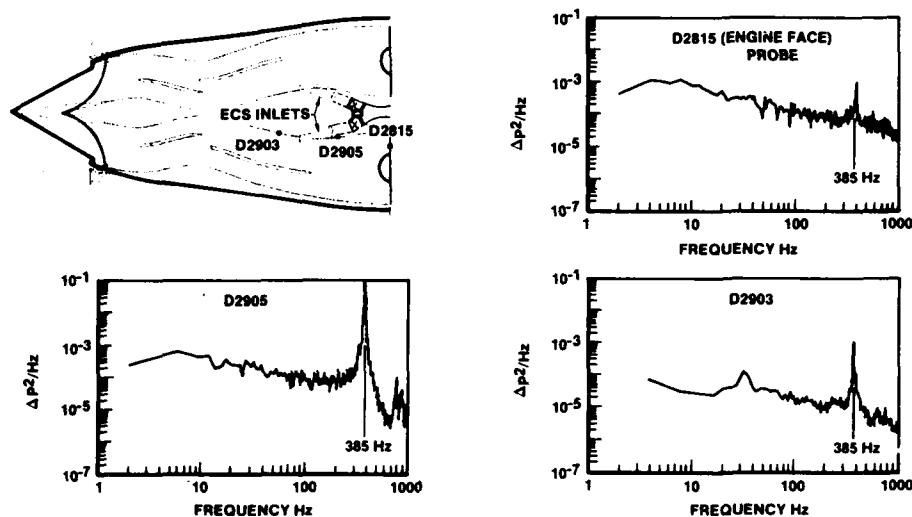 ECS INLETS
D2903
D2905
D2815
10-1
10-3
10-5
10-7
Δp2/Hz
D2815 (ENGINE FACE)
PROBE
385 Hz
1 10 100 1000
FREQUENCY Hz
10-1
10-3
10-5
10-7
ΔP2/Hz
D2905
385 Hz
1 10 100 1000
FREQUENCY Hz
10-1
10-3
10-5
10-7
ΔP2/Hz
D2903
385 Hz
1 10 100 1000
FREQUENCY Hz